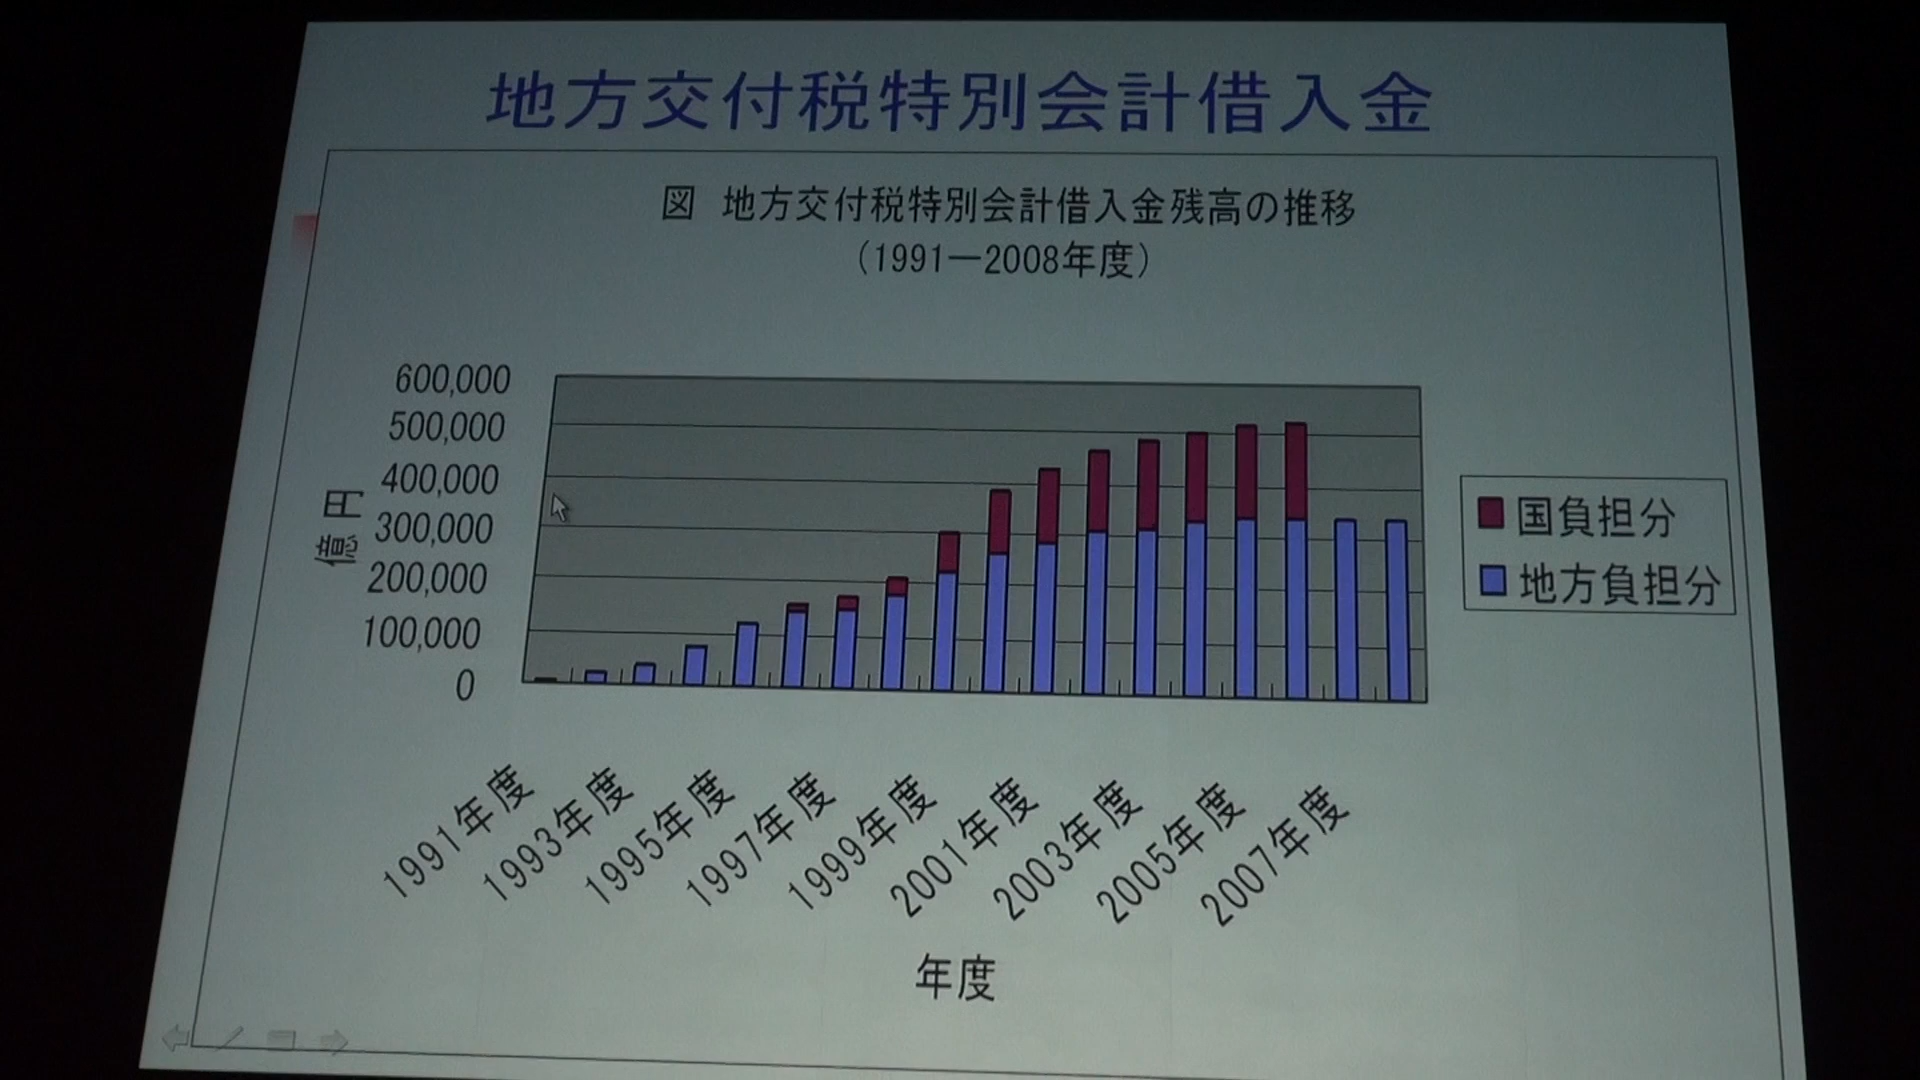 地方交付税特別会計借入金
図 地方交付税特別会計借入金残高の推移
（1991―2008年度）
600,000
500,000
400,000
300,000
200,000
100,000
0
億円
国負担分
地方負担分
1991年度
1993年度
1995年度
1997年度
1999年度
2001年度
2003年度
2005年度
2007年度
年度